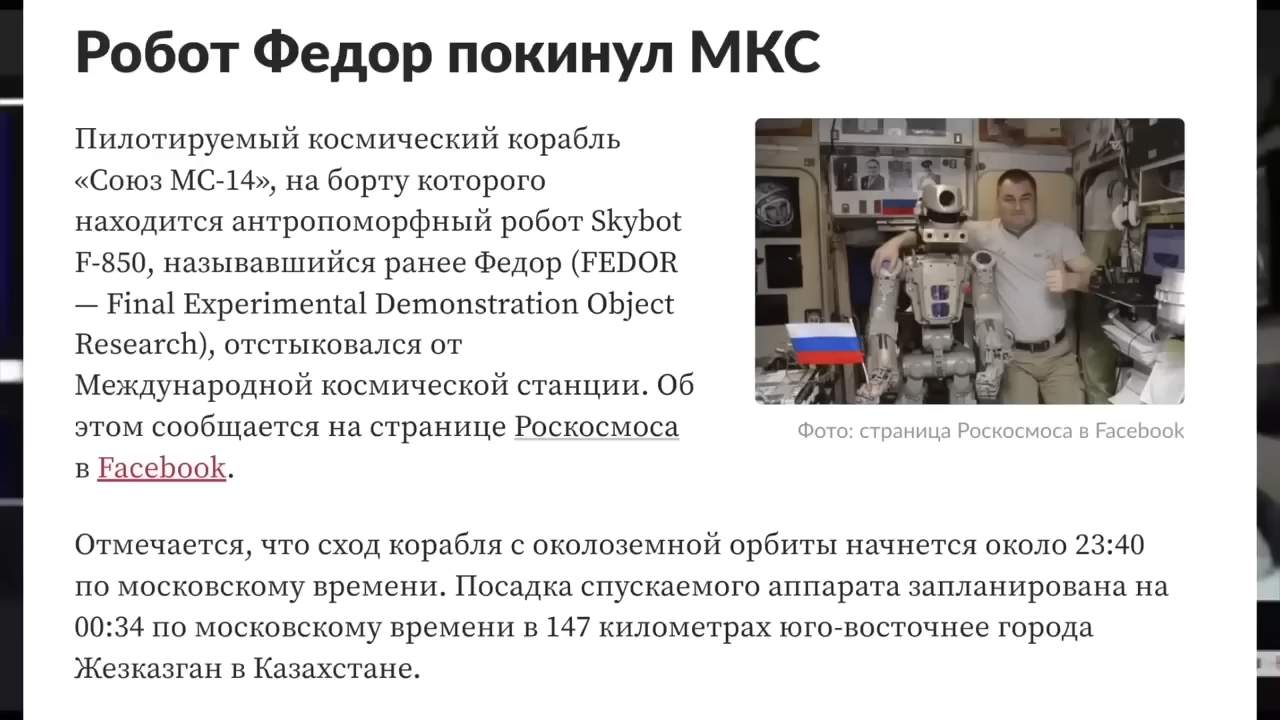 Робот Федор покинул МКС
Пилотируемый космический корабль
«Союз МС-14», на борту которого
находится антропоморфный робот Skybot
F-850, называвшийся ранее Федор (FEDOR
— Final Experimental Demonstration Object
Research), отстыковался от
Международной космической станции. Об
этом сообщается на странице Роскосмоса
в Facebook.
Фото: страница Роскосмоса в Facebook
Отмечается, что сход корабля с околоземной орбиты начнется около 23:40
по московскому времени. Посадка спускаемого аппарата запланирована на
00:34 по московскому времени в 147 километрах юго-восточнее города
Жезказган в Казахстане.